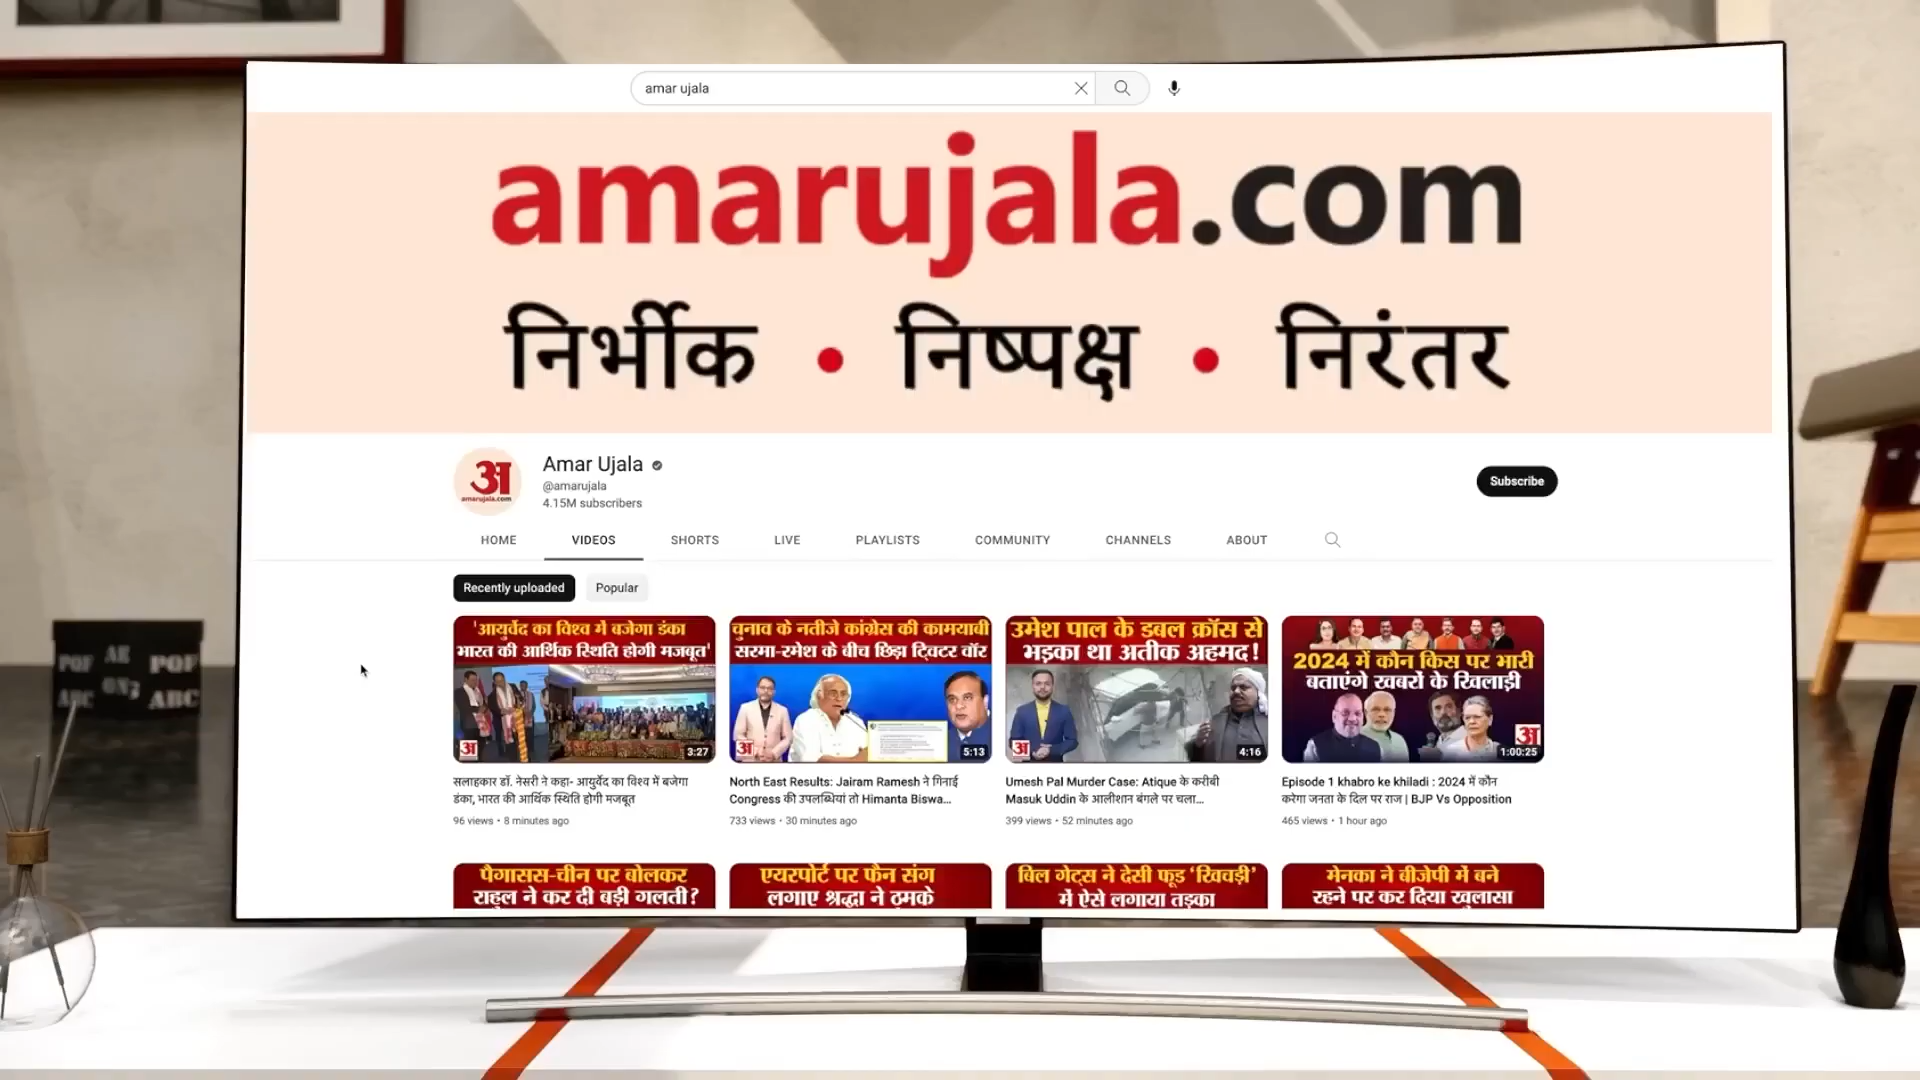 amar ujala
amarujala.com
निर्भीक • निष्पक्ष • निरंतर
अ
amarujala.com
Amar Ujala
@amarujala
4.15M subscribers
Subscribe
HOME VIDEOS SHORTS LIVE PLAYLISTS COMMUNITY CHANNELS ABOUT
Recently uploaded Popular
'आयुर्वेद का विश्व में बजेगा डंका
भारत की आर्थिक स्थिति होगी मजबूत'
अ
3:27
सलाहकार डॉ. नेसरी ने कहा- आयुर्वेद का विश्व में बजेगा
डंका, भारत की आर्थिक स्थिति होगी मजबूत
96 views • 8 minutes ago
चुनाव के नतीजे कांग्रेस की कामयाबी
सरमा-रमेश के बीच छिड़ा ट्विटर वॉर
अ
5:13
North East Results: Jairam Ramesh ने गिनाई
Congress की उपलब्धियां तो Himanta Biswa...
733 views • 30 minutes ago
उमेश पाल के डबल क्रॉस से
भड़का था अतीक अहमद!
अ
4:16
Umesh Pal Murder Case: Atique के करीबी
Masuk Uddin के आलीशान बंगले पर चला...
399 views • 52 minutes ago
2024 में कौन किस पर भारी
बताएंगे खबरों के खिलाड़ी
अ
1:00:25
Episode 1 khabro ke khiladi : 2024 में कौन
करेगा जनता के दिल पर राज | BJP Vs Opposition
465 views • 1 hour ago
पैगासस-चीन पर बोलकर
राहुल ने कर दी बड़ी गलती?
एयरपोर्ट पर फैन संग
लगाए श्रद्धा ने ठुमके
बिल गेट्स ने देसी फूड 'खिचड़ी'
में ऐसे लगाया तड़का
मेनका ने बीजेपी में बने
रहने पर कर दिया खुलासा
POF
ABC
POF
ABC